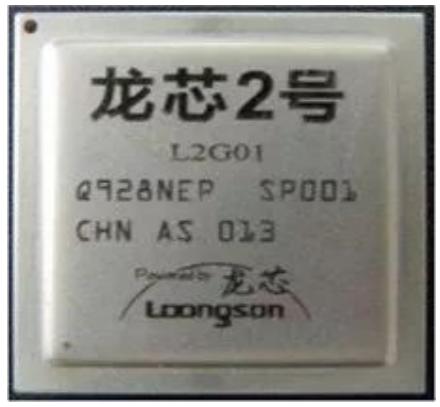 龙芯2号
L2G01
Q928NEP SP001
CHN AS 013
Powered by 龙芯
Loongson